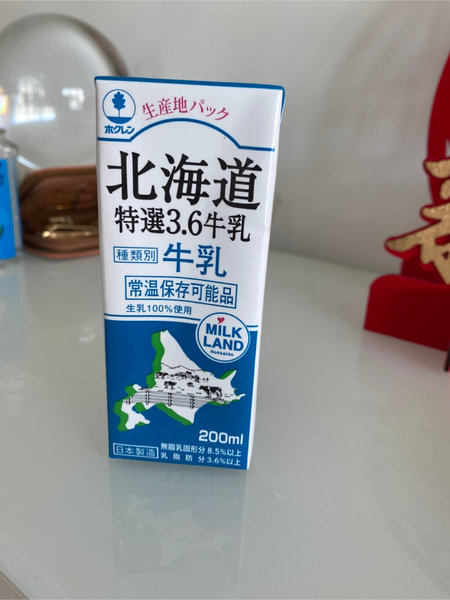 生産地パック
ホクレン
北海道
特選3.6牛乳
種類別 牛乳
常温保存可能品
生乳100%使用
MILK
LAND
Hokkaido
200ml
日本製造
無脂乳固形分 8.5%以上
乳脂肪分 3.6%以上
春